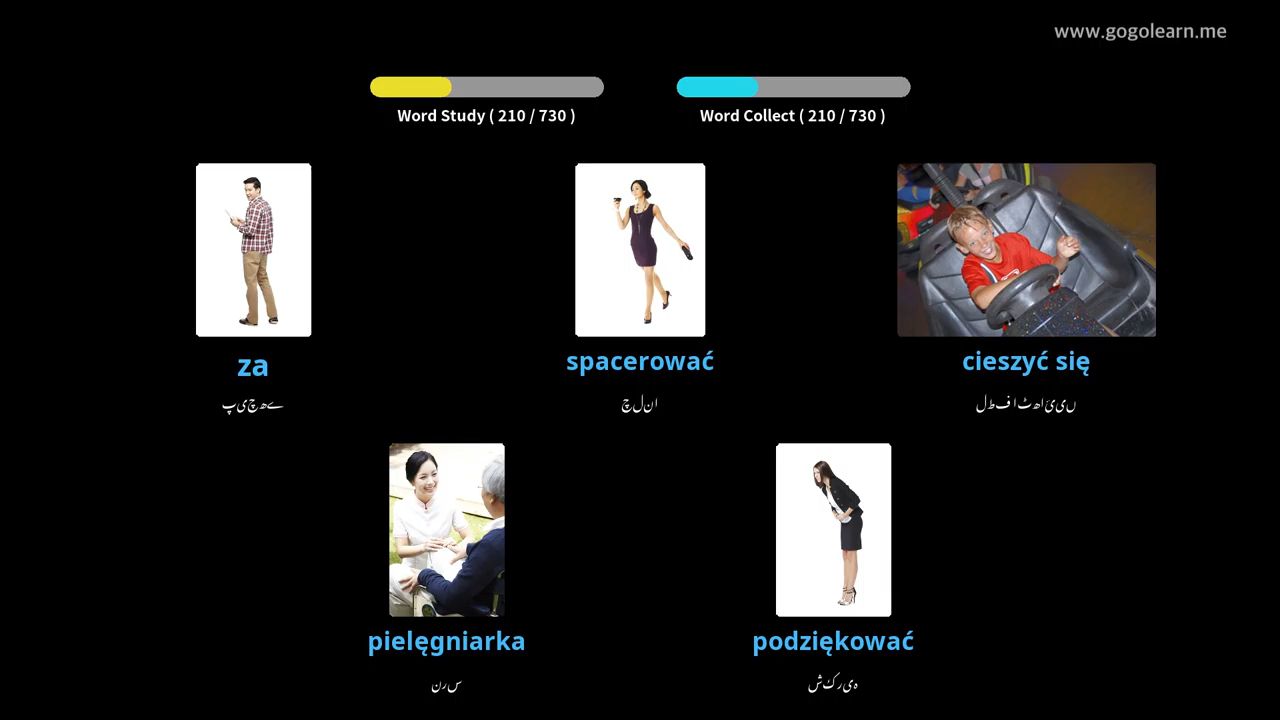 www.gogolearn.me
Word Study ( 210 / 730 )
Word Collect ( 210 / 730 )
za
spacerować
cieszyć się
پیچھے
چلنا
لطف اٹھائیں
pielęgniarka
podziękować
نرس
شکریہ